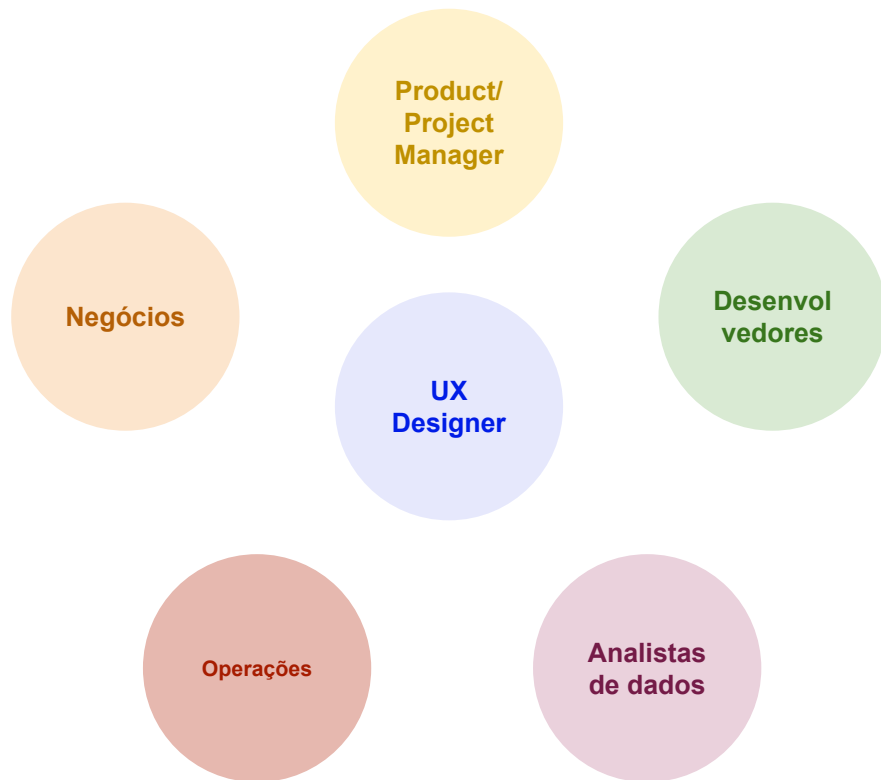 Product/
Project
Manager
Negócios
Desenvol
vedores
UX
Designer
Operações
Analistas
de dados